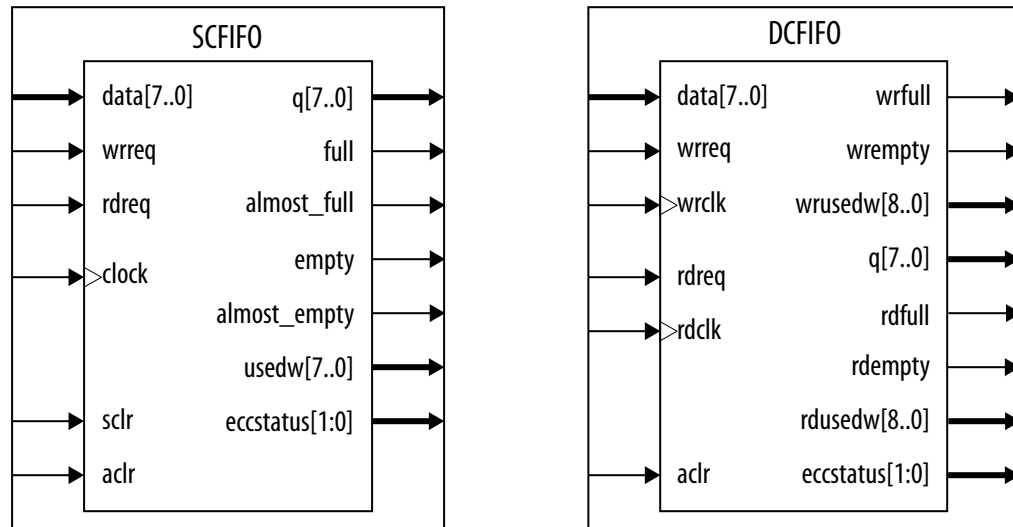 SCFIFO
data[7..0]
q[7..0]
wrreq
full
rdreq
almost_full
clock
empty
almost_empty
usedw[7..0]
sclr
eccstatus[1:0]
aclr
DCFIFO
data[7..0]
wrfull
wrreq
wrempty
wrclk
wrusedw[8..0]
q[7..0]
rdreq
rdfull
rdclk
rdempty
rdusedw[8..0]
aclr
eccstatus[1:0]